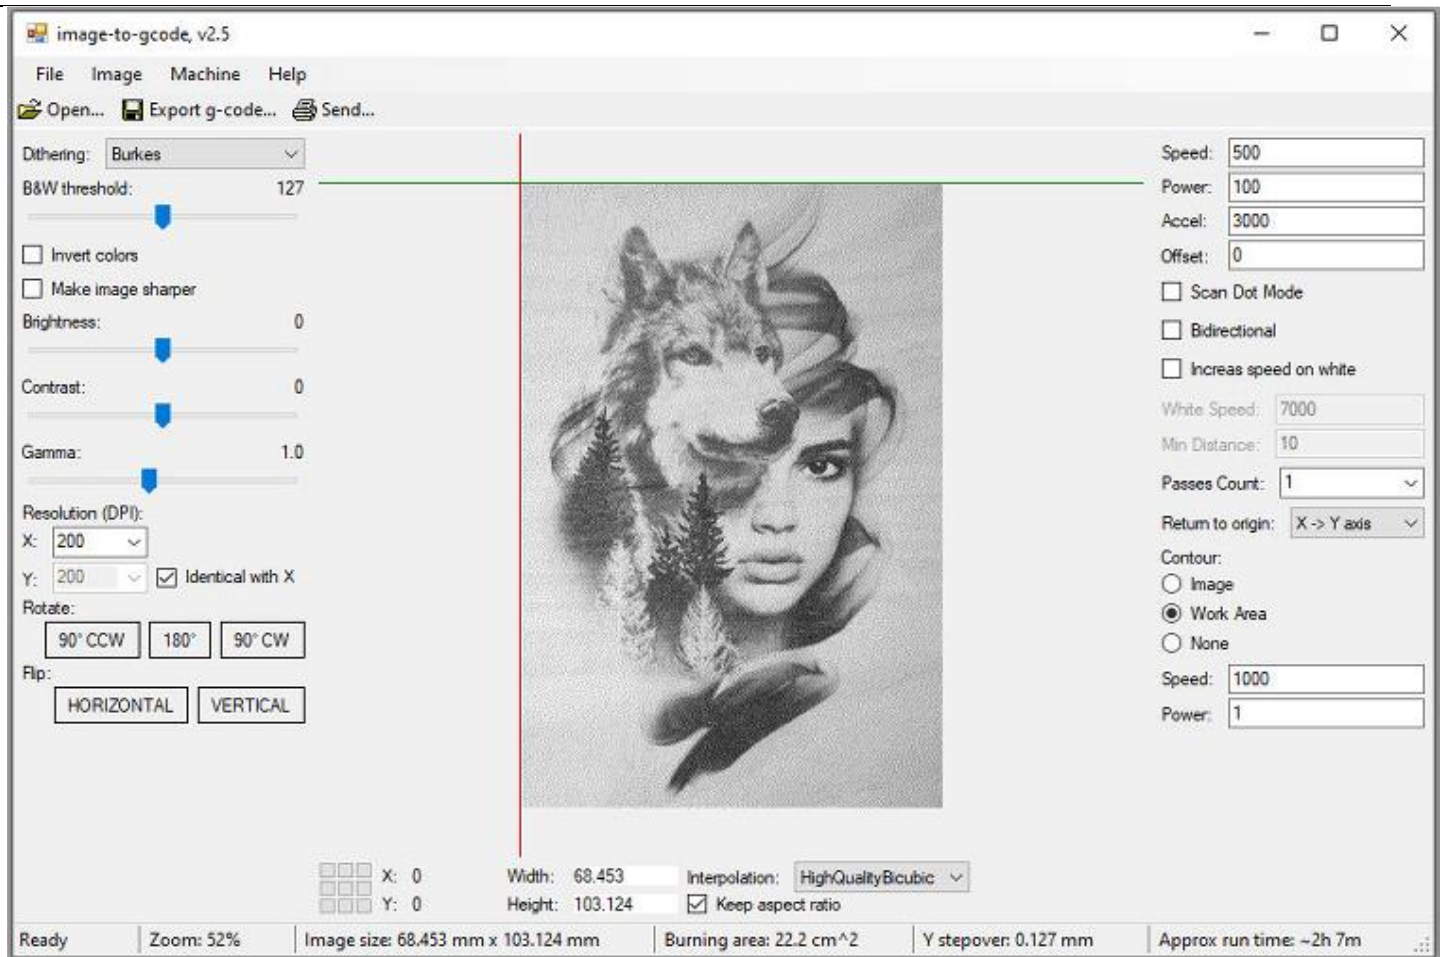 image-to-gcode, v2.5
File Image Machine Help
Open... Export g-code... Send...
Dithering: Burkes
B&W threshold: 127
Invert colors
Make image sharper
Brightness: 0
Contrast: 0
Gamma: 1.0
Resolution (DPI):
X: 200
Y: 200 Identical with X
Rotate:
90° CCW 180° 90° CW
Flip:
HORIZONTAL VERTICAL
Speed: 500
Power: 100
Accel: 3000
Offset: 0
Scan Dot Mode
Bidirectional
Increas speed on white
White Speed: 7000
Min Distance: 10
Passes Count: 1
Return to origin: X -> Y axis
Contour:
Image
Work Area
None
Speed: 1000
Power: 1
X: 0 Width: 68.453 Interpolation: HighQualityBicubic
Y: 0 Height: 103.124 Keep aspect ratio
Ready Zoom: 52% Image size: 68.453 mm x 103.124 mm Burning area: 22.2 cm^2 Y stepover: 0.127 mm Approx run time: ~2h 7m